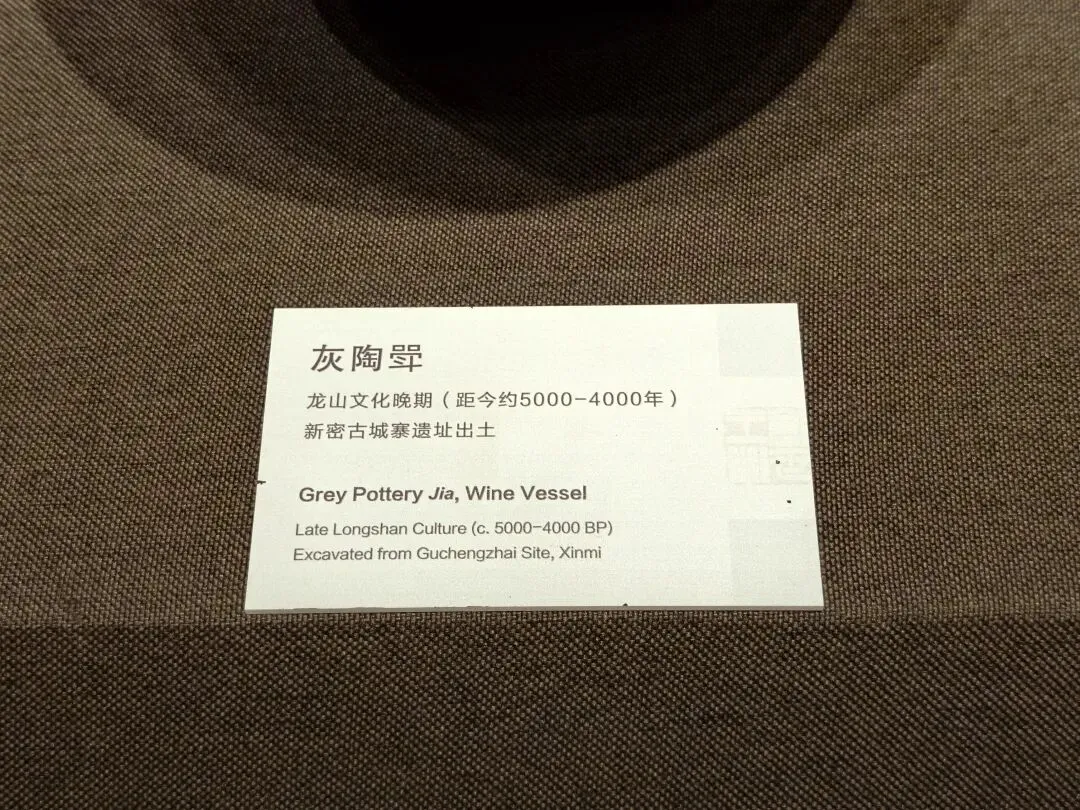 灰陶斝
龙山文化晚期（距今约5000-4000年）
新密古城寨遗址出土
Grey Pottery Jia, Wine Vessel
Late Longshan Culture (c. 5000-4000 BP)
Excavated from Guchengzhai Site, Xinmi